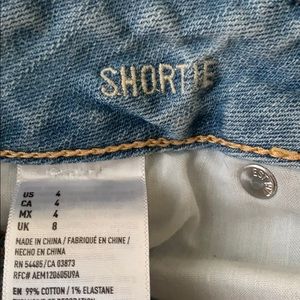 SHORTIE
US 4
CA 4
MX 4
UK 8
MADE IN CHINA / FABRIQUÉ EN CHINE /
HECHO EN CHINA
RN 54485/CA 03873
RFC# AEM120605U9A
EN 99% COTTON / 1% ELASTANE